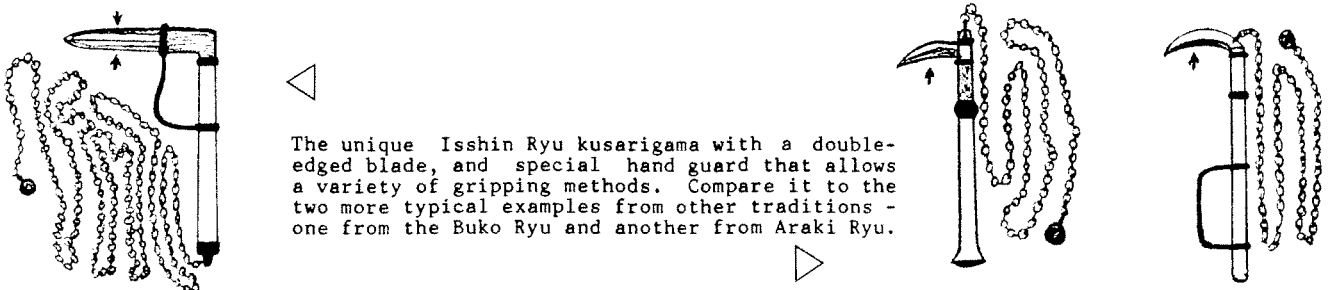 The unique Isshin Ryu kusarigama with a double-
edged blade, and special hand guard that allows
a variety of gripping methods. Compare it to the
two more typical examples from other traditions -
one from the Buko Ryu and another from Araki Ryu.